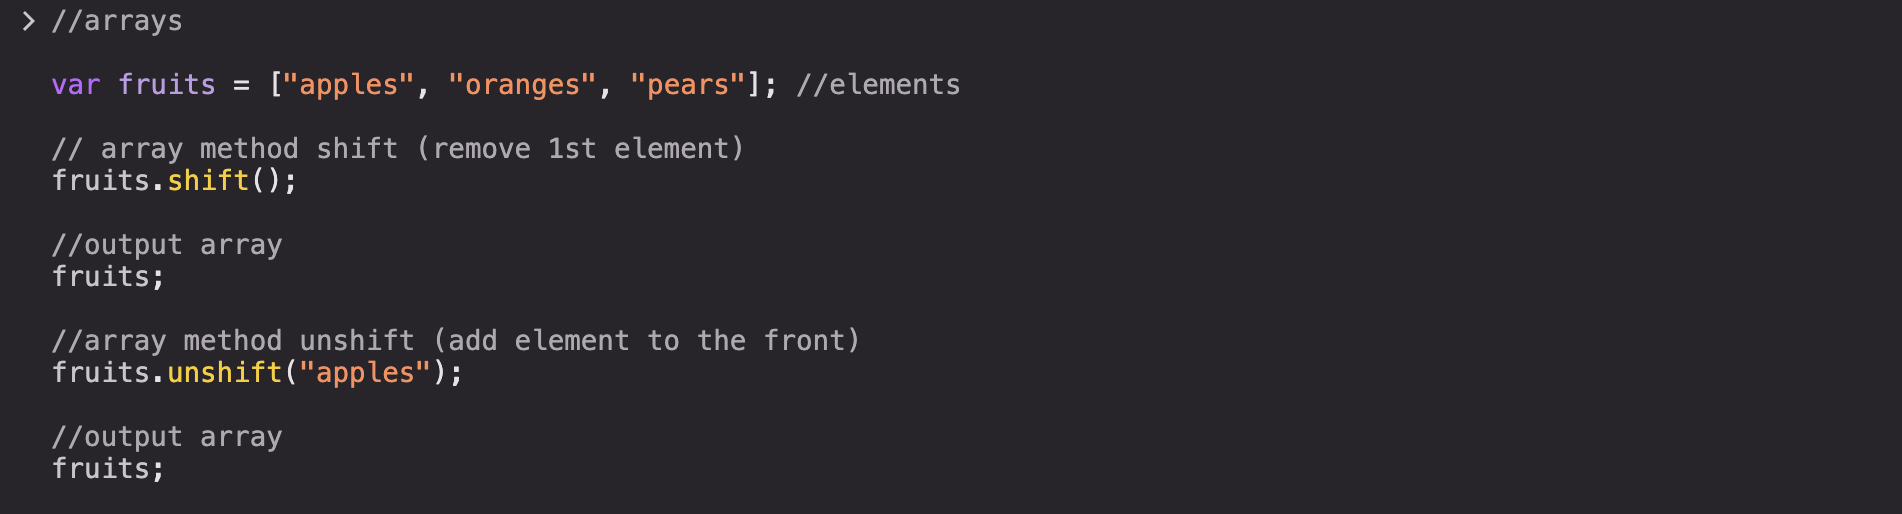 > //arrays
var fruits = ["apples", "oranges", "pears"]; //elements
// array method shift (remove 1st element)
fruits.shift();
//output array
fruits;
//array method unshift (add element to the front)
fruits.unshift("apples");
//output array
fruits;